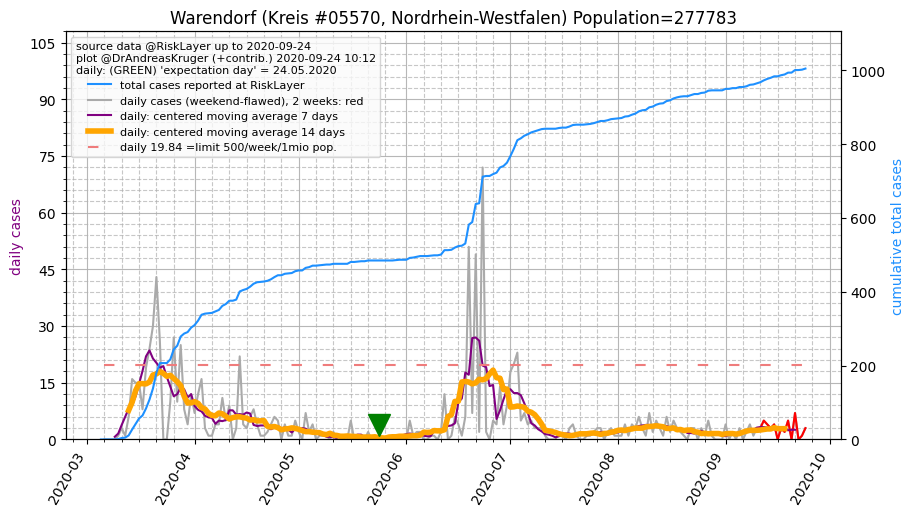 Warendorf (Kreis #05570, Nordrhein-Westfalen) Population=277783
source data @RiskLayer up to 2020-09-24
plot @DrAndreasKruger (+contrib.) 2020-09-24 10:12
daily: (GREEN) 'expectation day' = 24.05.2020
total cases reported at RiskLayer
daily cases (weekend-flawed), 2 weeks: red
daily: centered moving average 7 days
daily: centered moving average 14 days
daily 19.84 =limit 500/week/1mio pop.
daily cases
105
90
75
60
45
30
15
0
cumulative total cases
1000
800
600
400
200
0
2020-03
2020-04
2020-05
2020-06
2020-07
2020-08
2020-09
2020-10